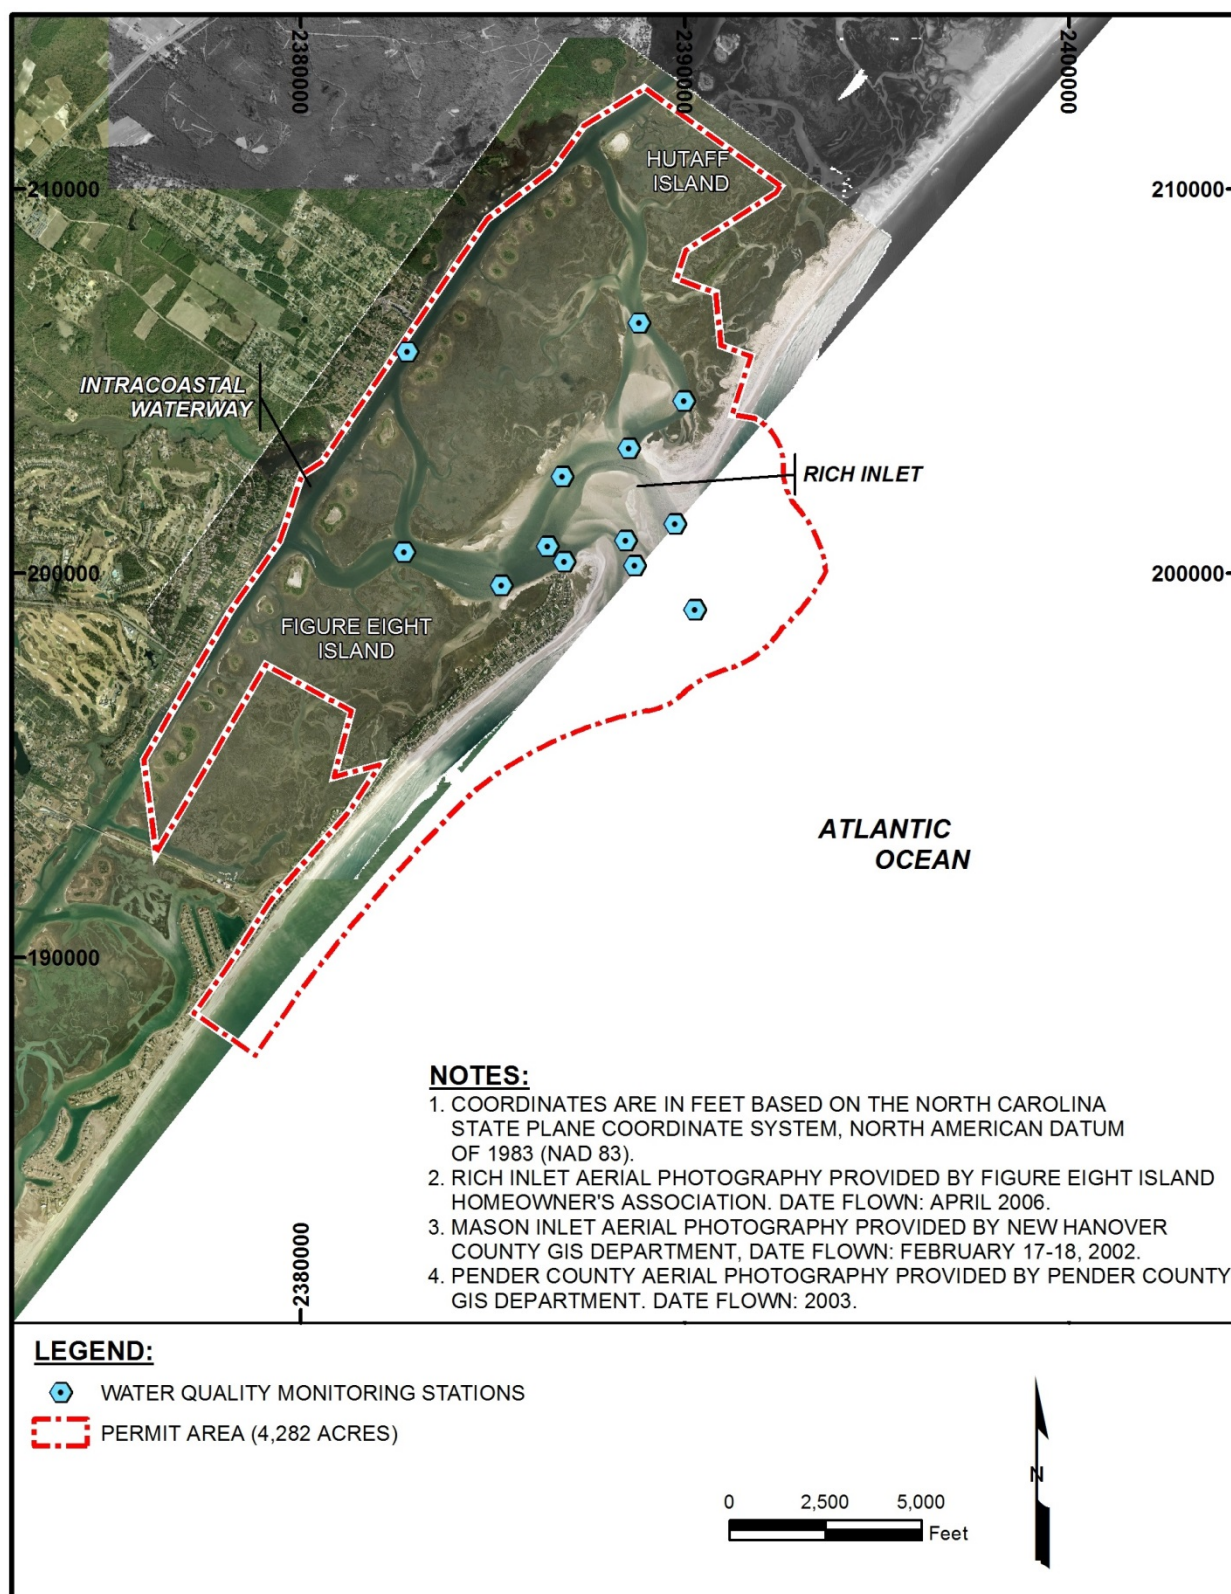 2380000
2390000
2400000
210000
210000
HUTAFF
ISLAND
INTRACOASTAL
WATERWAY
RICH INLET
200000
200000
FIGURE EIGHT
ISLAND
ATLANTIC
OCEAN
190000
2380000
NOTES:
1. COORDINATES ARE IN FEET BASED ON THE NORTH CAROLINA
STATE PLANE COORDINATE SYSTEM, NORTH AMERICAN DATUM
OF 1983 (NAD 83).
2. RICH INLET AERIAL PHOTOGRAPHY PROVIDED BY FIGURE EIGHT ISLAND
HOMEOWNER'S ASSOCIATION. DATE FLOWN: APRIL 2006.
3. MASON INLET AERIAL PHOTOGRAPHY PROVIDED BY NEW HANOVER
COUNTY GIS DEPARTMENT, DATE FLOWN: FEBRUARY 17-18, 2002.
4. PENDER COUNTY AERIAL PHOTOGRAPHY PROVIDED BY PENDER COUNTY
GIS DEPARTMENT. DATE FLOWN: 2003.
LEGEND:
WATER QUALITY MONITORING STATIONS
PERMIT AREA (4,282 ACRES)
N
0 2,500 5,000
Feet